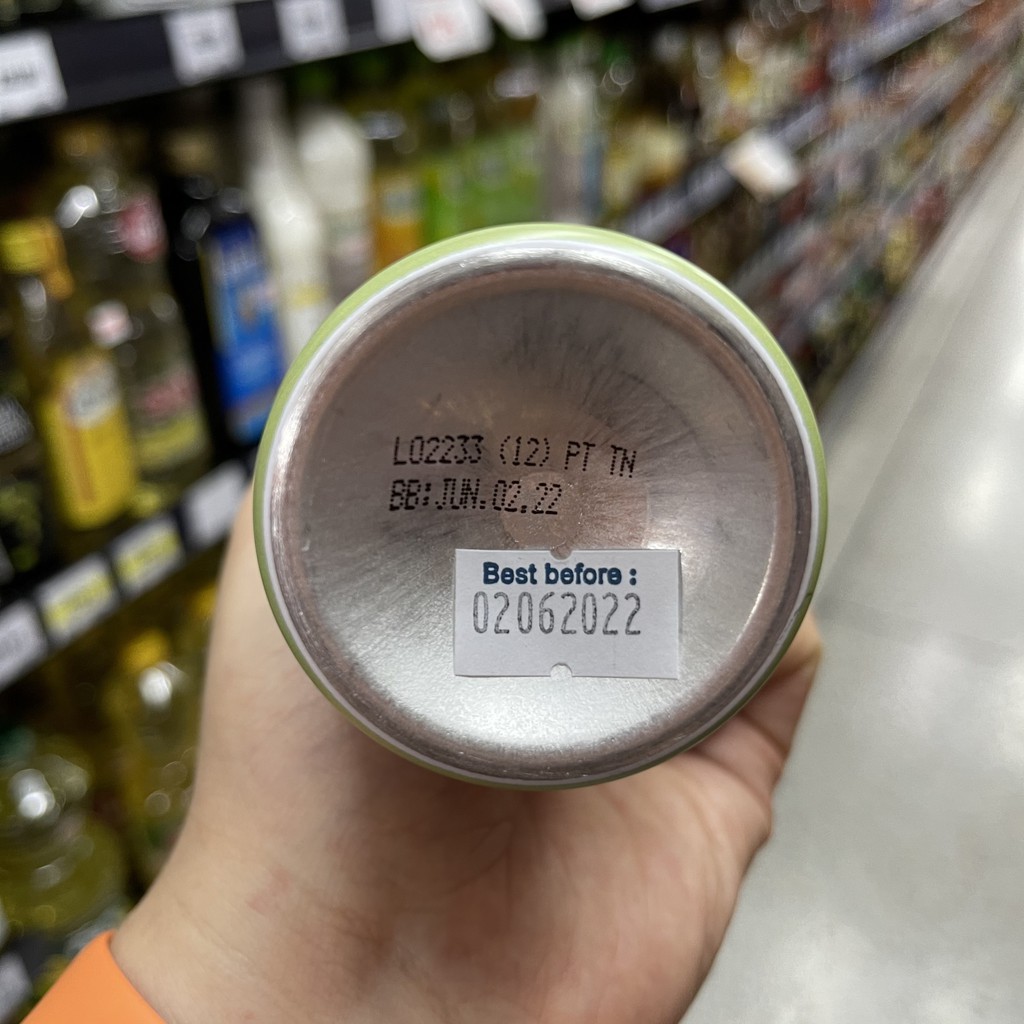 L02233 (12) PT TN
BB:JUN.02.22
Best before :
02062022